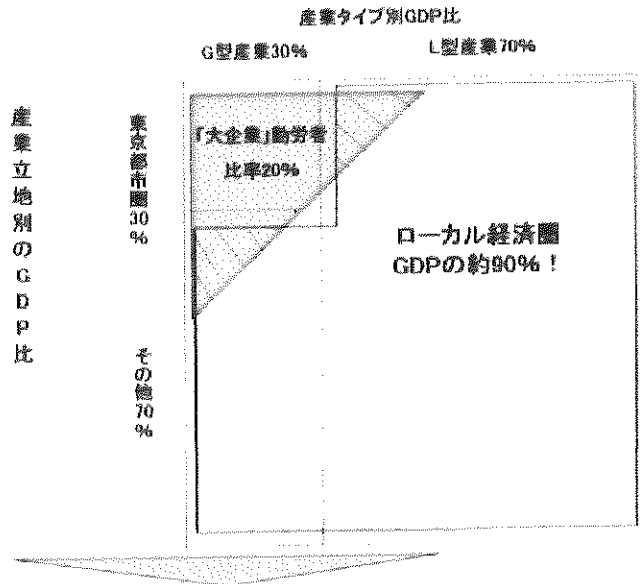 産業タイプ別GDP比
G型産業30%
L型産業70%
産業立地別のGDP比
東京都市圏30%
「大企業」勤労者
比率20%
ローカル経済圏
GDPの約90%！
その他70%